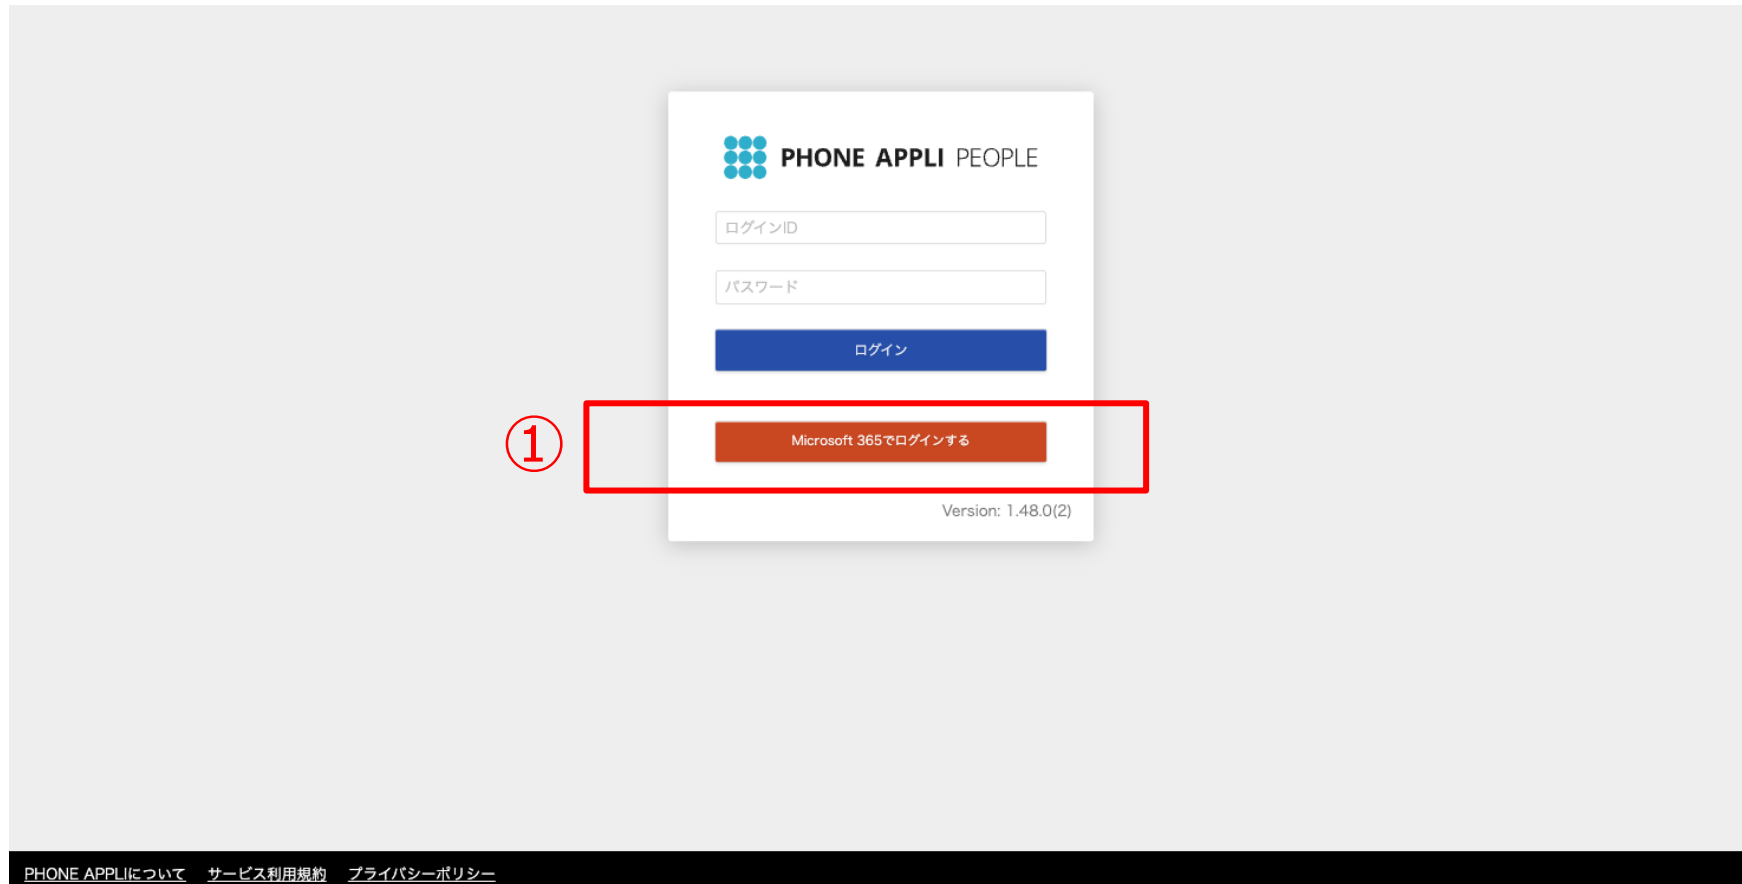 PHONE APPLI PEOPLE
ログインID
パスワード
ログイン
①
Microsoft 365でログインする
Version: 1.48.0(2)
PHONE APPLIについて サービス利用規約 プライバシーポリシー